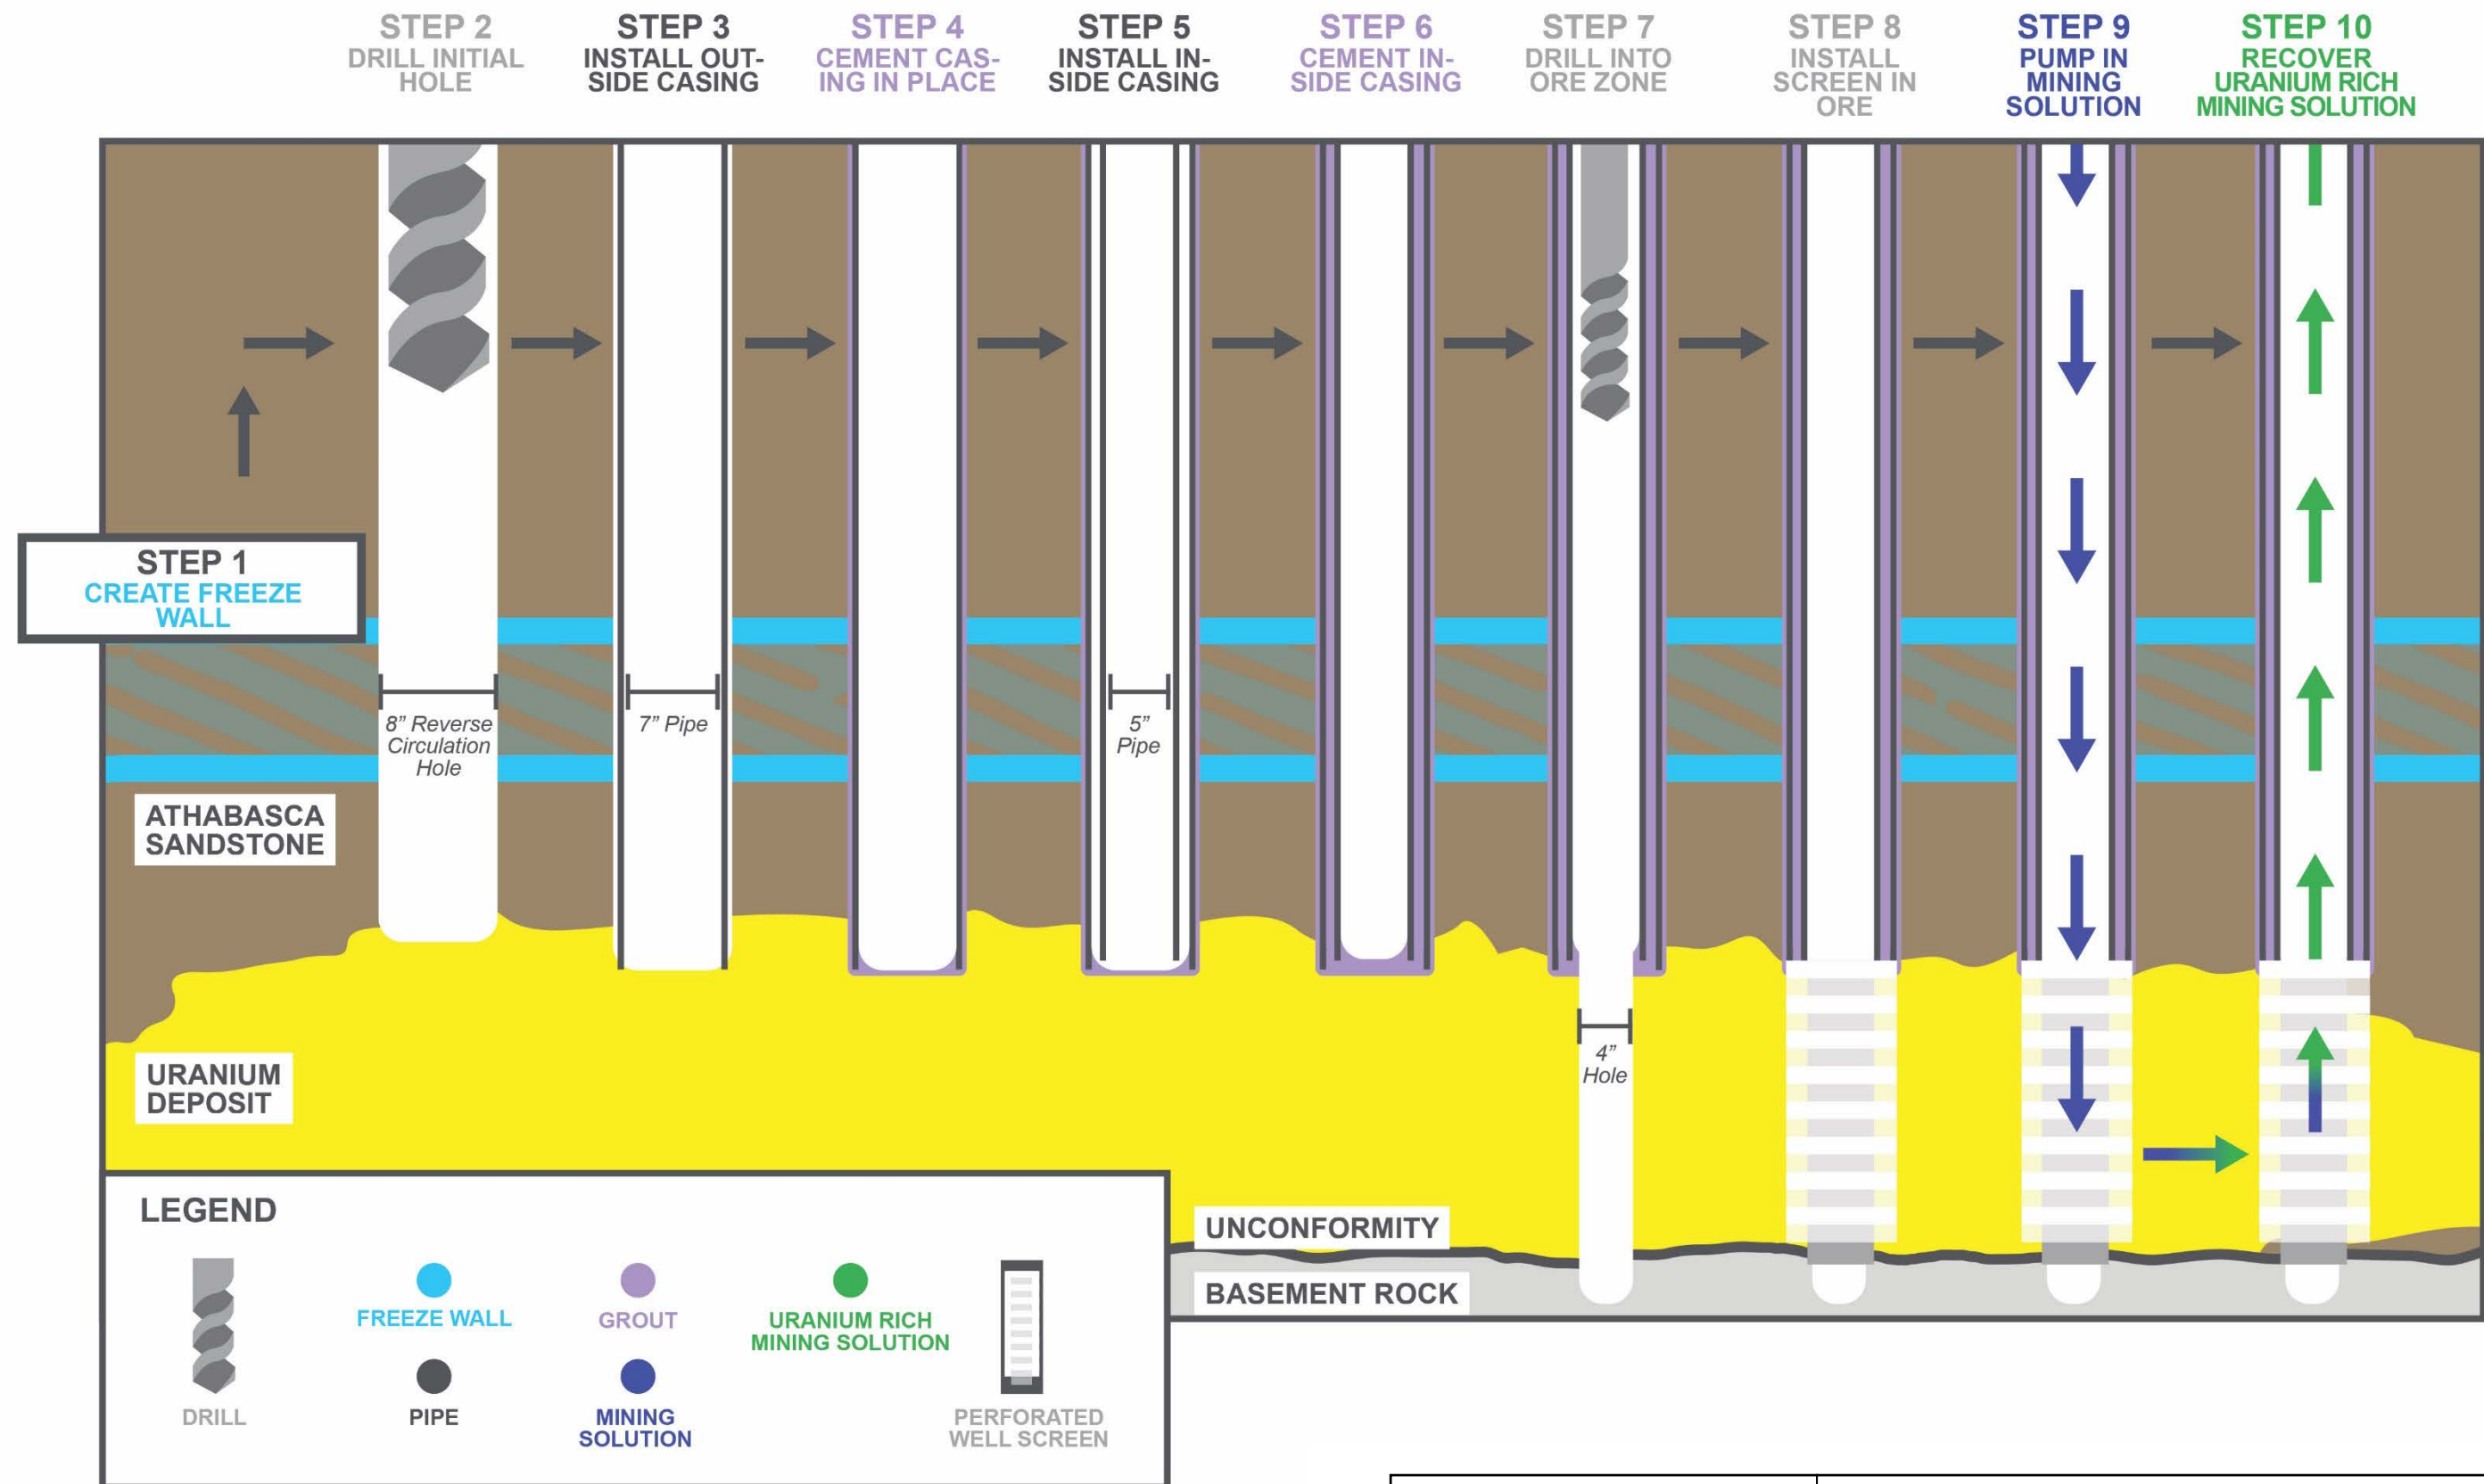 STEP 2
DRILL INITIAL
HOLE
STEP 3
INSTALL OUT-
SIDE CASING
STEP 4
CEMENT CAS-
ING IN PLACE
STEP 5
INSTALL IN-
SIDE CASING
STEP 6
CEMENT IN-
SIDE CASING
STEP 7
DRILL INTO
ORE ZONE
STEP 8
INSTALL
SCREEN IN
ORE
STEP 9
PUMP IN
MINING
SOLUTION
STEP 10
RECOVER
URANIUM RICH
MINING SOLUTION
STEP 1
CREATE FREEZE
WALL
8” Reverse
Circulation
Hole
7” Pipe
5”
Pipe
ATHABASCA
SANDSTONE
4”
Hole
URANIUM
DEPOSIT
UNCONFORMITY
BASEMENT ROCK
LEGEND
DRILL
FREEZE WALL
PIPE
GROUT
MINING
SOLUTION
URANIUM RICH
MINING SOLUTION
PERFORATED
WELL SCREEN